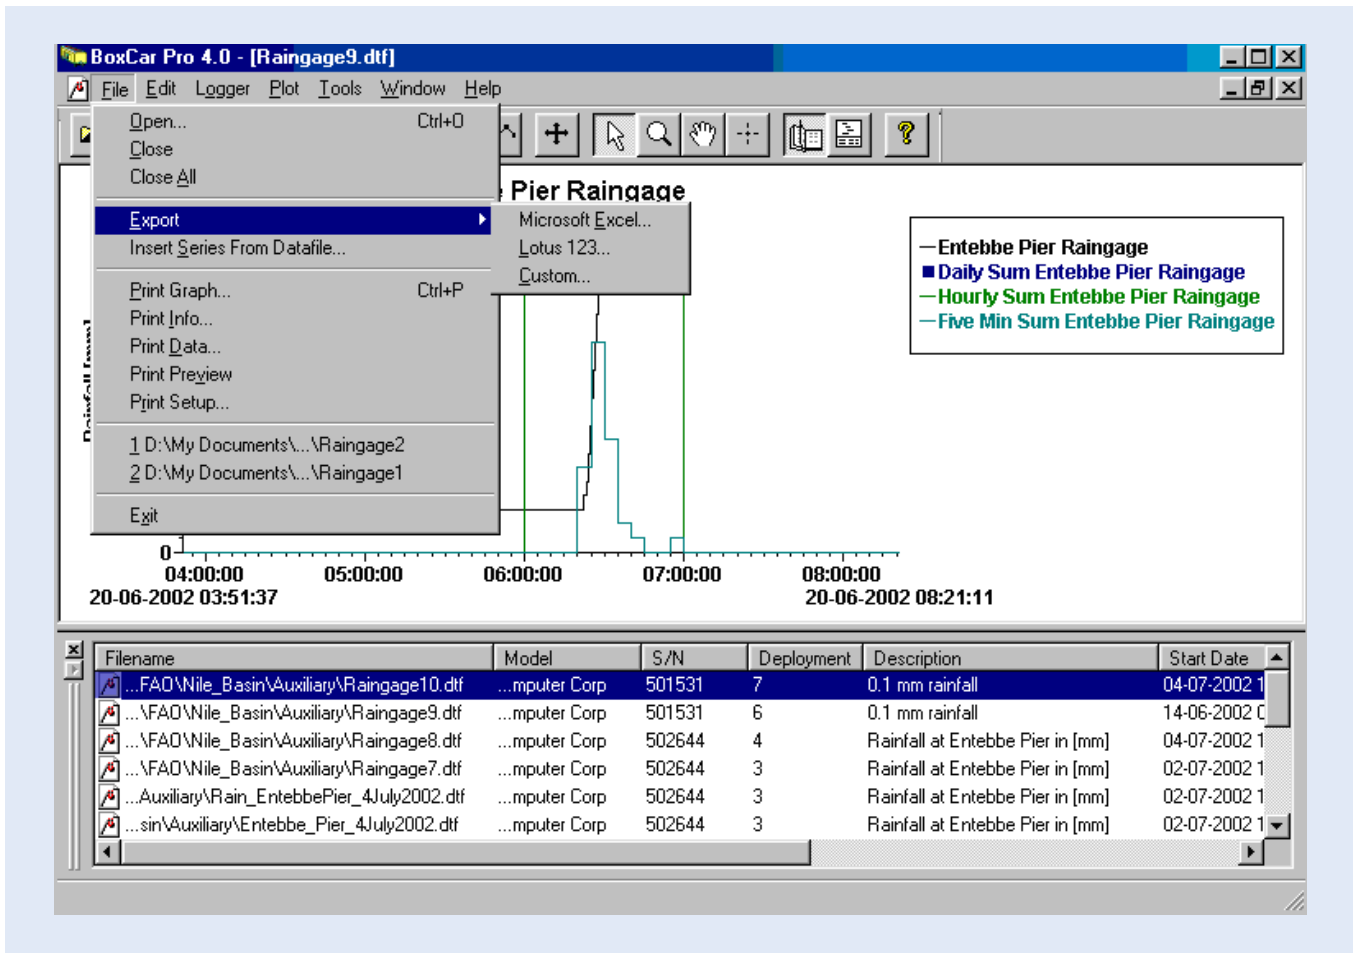 BoxCar Pro 4.0 - [Raingage9.dtf]
File Edit Logger Plot Tools Window Help
Open... Ctrl+O
Close
Close All
Export
Insert Series From Datafile...
Print Graph... Ctrl+P
Print Info...
Print Data...
Print Preview
Print Setup...
1 D:\My Documents\...\Raingage2
2 D:\My Documents\...\Raingage1
Exit
Microsoft Excel...
Lotus 123...
Custom...
Pier Raingage
Entebbe Pier Raingage
Daily Sum Entebbe Pier Raingage
Hourly Sum Entebbe Pier Raingage
Five Min Sum Entebbe Pier Raingage
0
04:00:00 05:00:00 06:00:00 07:00:00 08:00:00
20-06-2002 03:51:37 20-06-2002 08:21:11
Filename Model S/N Deployment Description Start Date
...FAO\Nile_Basin\Auxiliary\Raingage10.dtf ...mputer Corp 501531 7 0.1 mm rainfall 04-07-2002 1
...\FAO\Nile_Basin\Auxiliary\Raingage9.dtf ...mputer Corp 501531 6 0.1 mm rainfall 14-06-2002 0
...\FAO\Nile_Basin\Auxiliary\Raingage8.dtf ...mputer Corp 502644 4 Rainfall at Entebbe Pier in [mm] 04-07-2002 1
...\FAO\Nile_Basin\Auxiliary\Raingage7.dtf ...mputer Corp 502644 3 Rainfall at Entebbe Pier in [mm] 02-07-2002 1
...Auxiliary\Rain_EntebbePier_4July2002.dtf ...mputer Corp 502644 3 Rainfall at Entebbe Pier in [mm] 02-07-2002 1
...sin\Auxiliary\Entebbe_Pier_4July2002.dtf ...mputer Corp 502644 3 Rainfall at Entebbe Pier in [mm] 02-07-2002 1